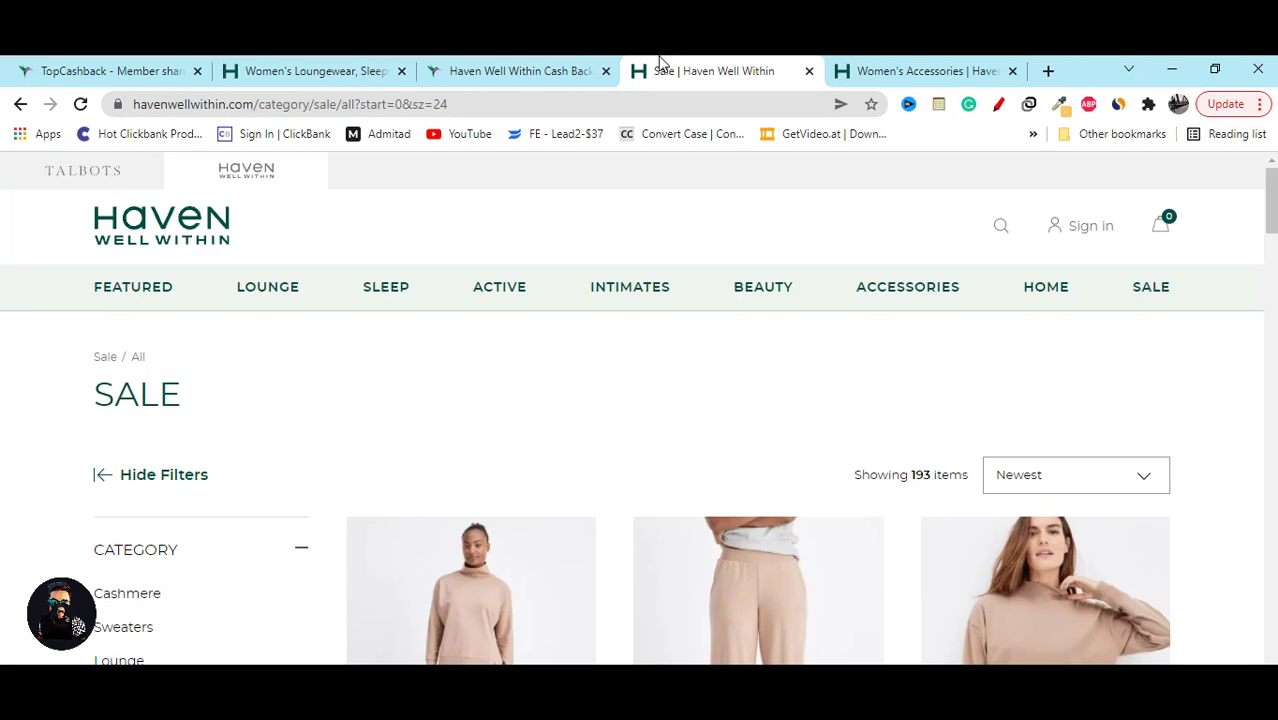 TopCashback - Member shar
Women's Loungewear, Sleep
Haven Well Within Cash Back
Sale | Haven Well Within
Women's Accessories | Haven
havenwellwithin.com/category/sale/all?start=0&sz=24
ABP
Update
Apps
Hot Clickbank Prod...
CB
Sign In | ClickBank
M
Admitad
YouTube
FE - Lead2-$37
CC
Convert Case | Con...
GetVideo.at | Down...
»
Other bookmarks
Reading list
TALBOTS
HAVEN
WELL WITHIN
HAVEN
WELL WITHIN
Sign in
0
FEATURED
LOUNGE
SLEEP
ACTIVE
INTIMATES
BEAUTY
ACCESSORIES
HOME
SALE
Sale / All
SALE
Hide Filters
Showing 193 items
Newest
CATEGORY
Cashmere
Sweaters
Lounge